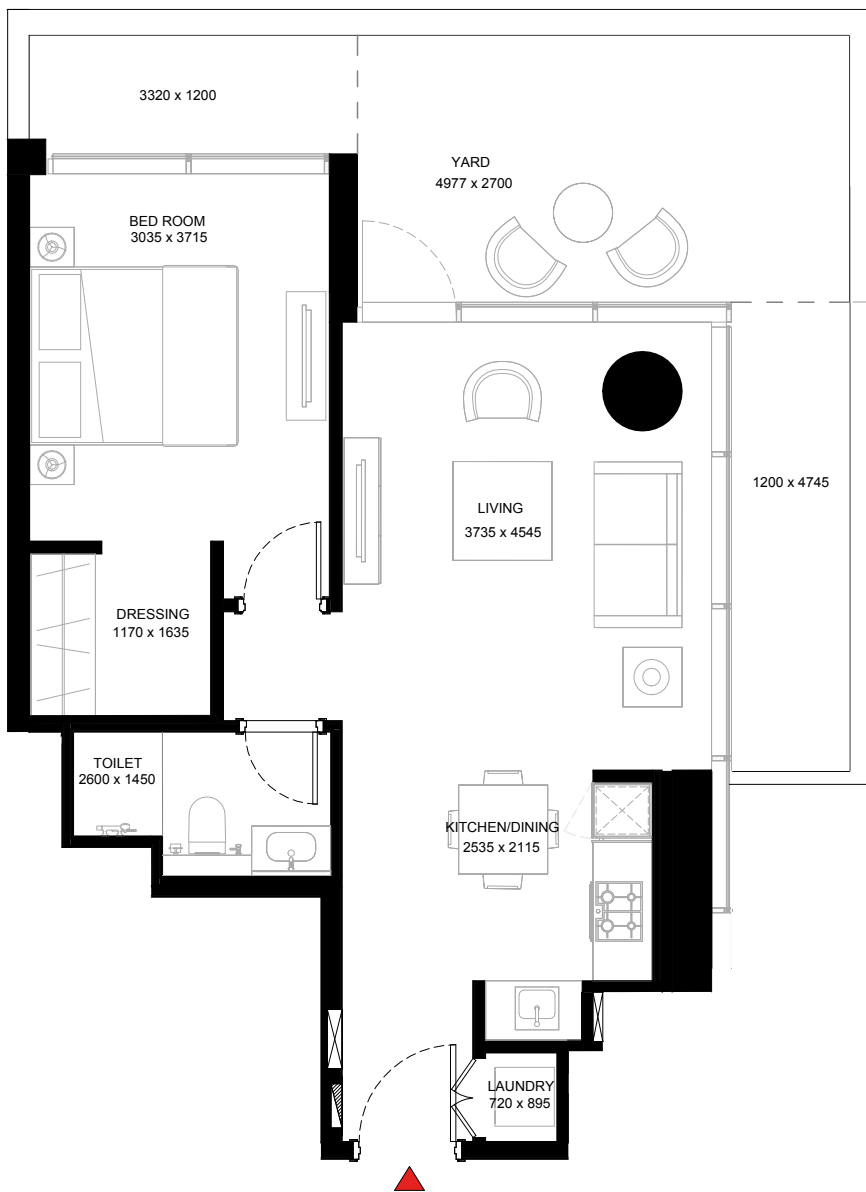 3320 x 1200
YARD
4977 x 2700
BED ROOM
3035 x 3715
LIVING
3735 x 4545
1200 x 4745
DRESSING
1170 x 1635
TOILET
2600 x 1450
KITCHEN/DINING
2535 x 2115
LAUNDRY
720 x 895